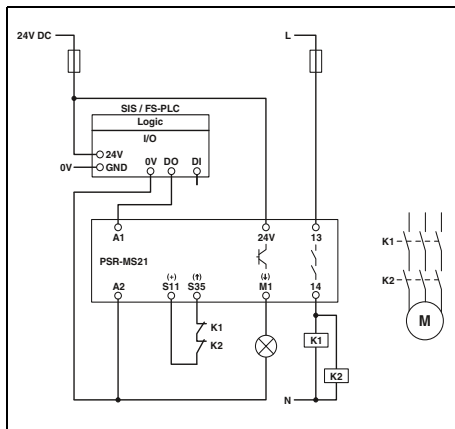 24V DC
L
SIS / FS-PLC
Logic
I/O
24V
0V
GND
0V DO DI
A1
24V
13
PSR-MS21
A2
(+)
S11
(↑)
S35
(↓)
M1
14
K1
K2
K1
K2
N
K1
K2
M